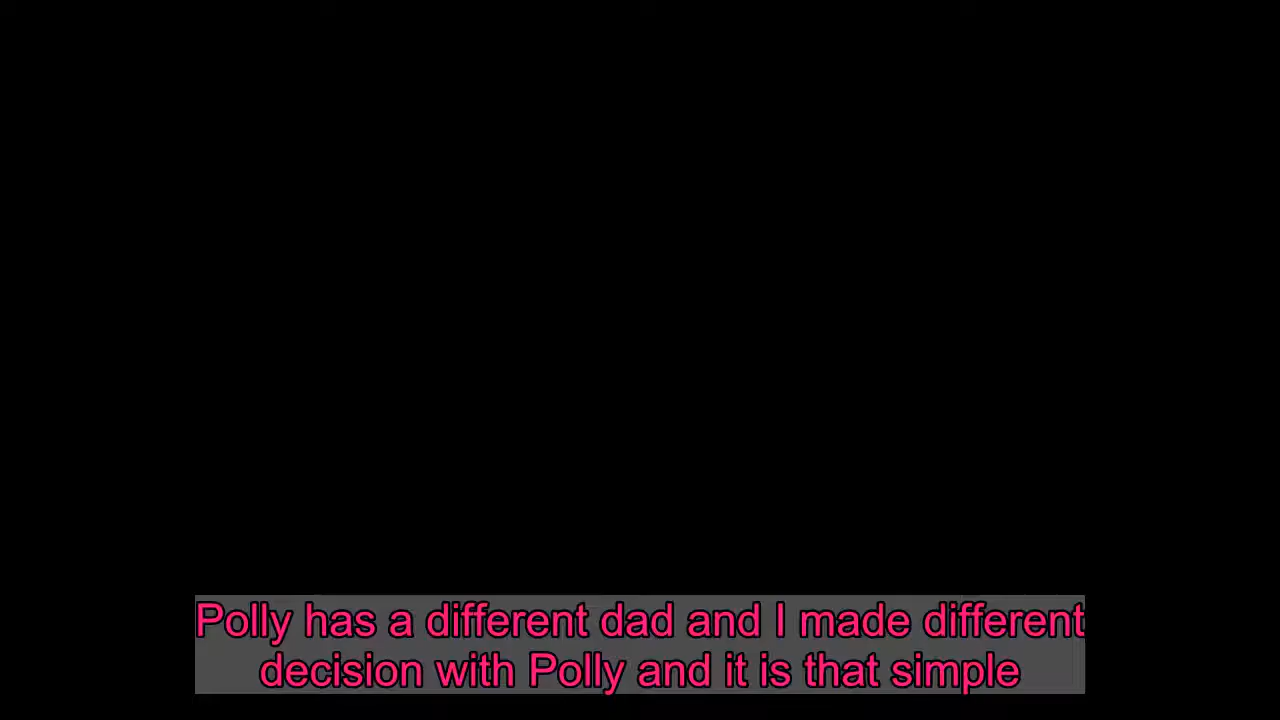 Polly has a different dad and I made different
decision with Polly and it is that simple